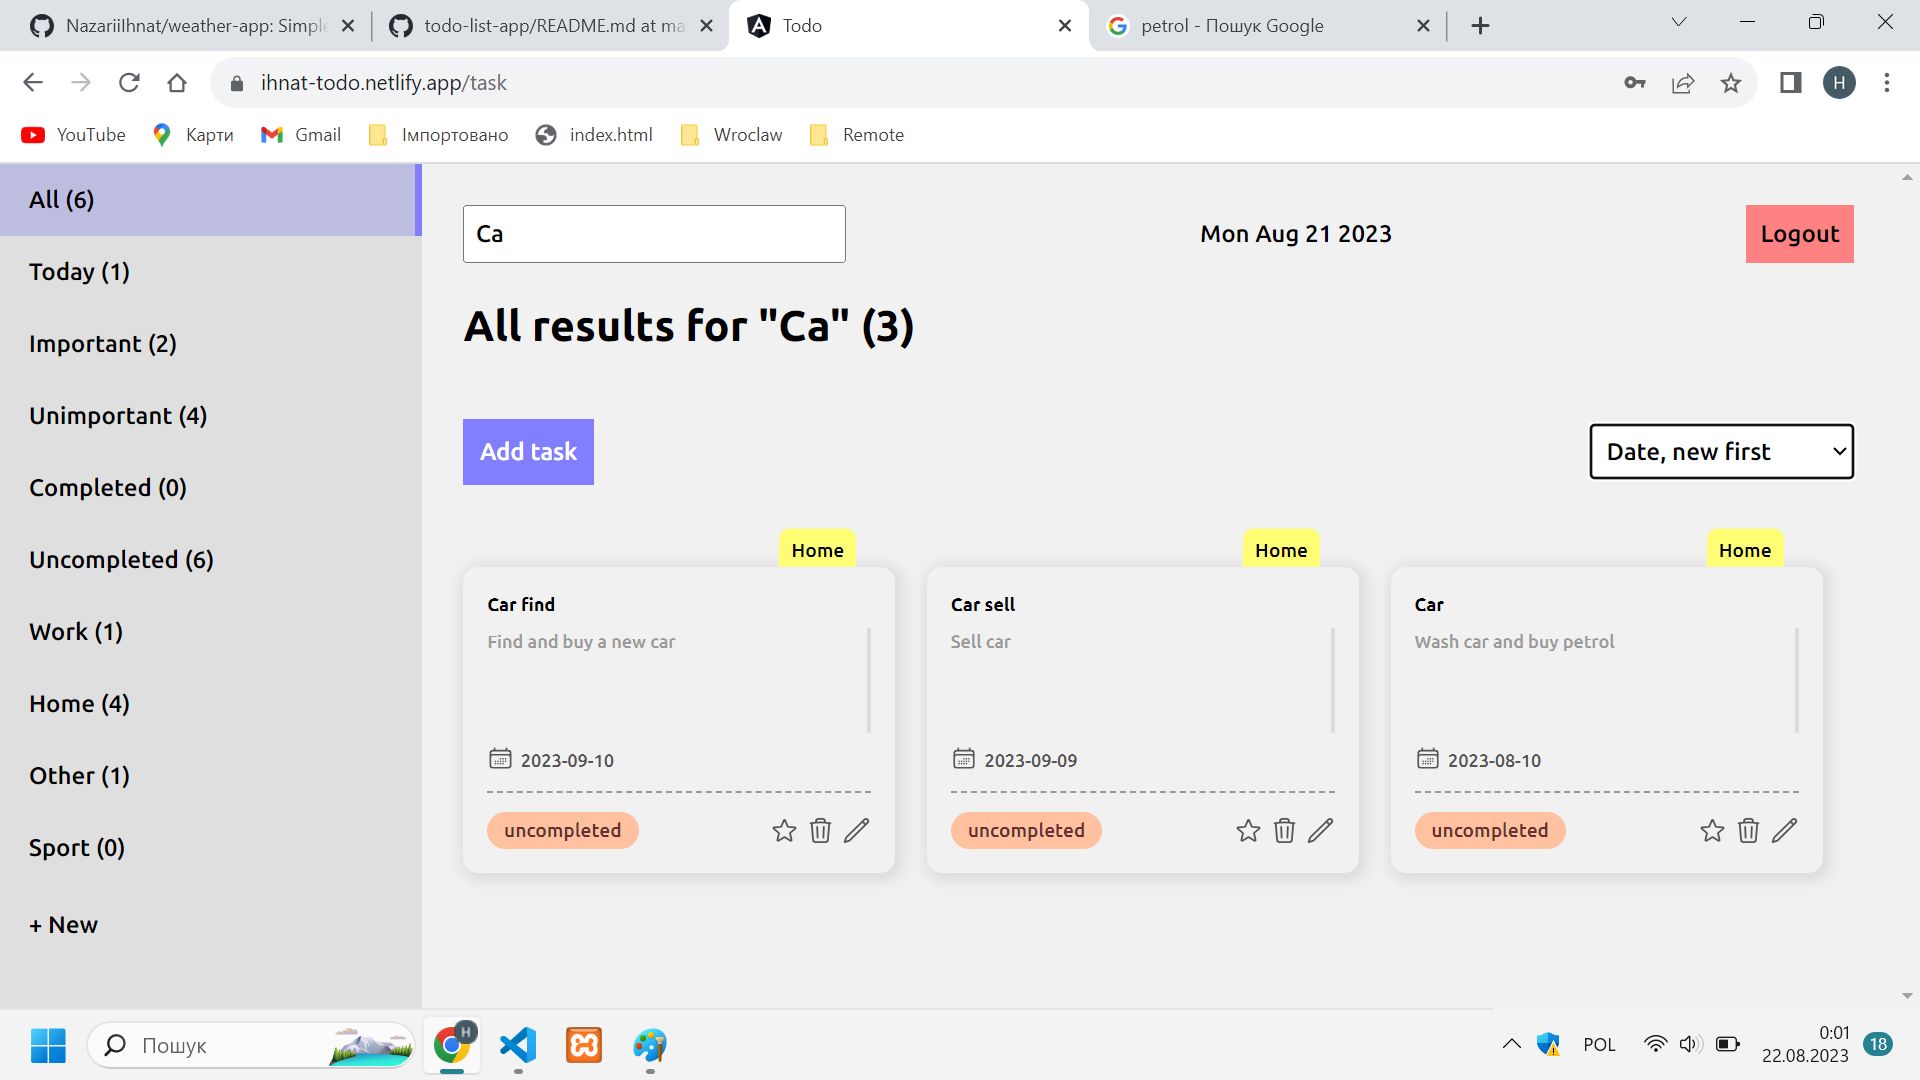 NazariiIhnat/weather-app: Simple
todo-list-app/README.md at ma
Todo
petrol - Пошук Google
ihnat-todo.netlify.app/task
H
YouTube
Карти
Gmail
Імпортовано
index.html
Wroclaw
Remote
All (6)
Today (1)
Important (2)
Unimportant (4)
Completed (0)
Uncompleted (6)
Work (1)
Home (4)
Other (1)
Sport (0)
+ New
Ca
Mon Aug 21 2023
Logout
All results for "Ca" (3)
Add task
Date, new first
Home
Car find
Find and buy a new car
2023-09-10
uncompleted
Home
Car sell
Sell car
2023-09-09
uncompleted
Home
Car
Wash car and buy petrol
2023-08-10
uncompleted
Пошук
H
POL
0:01
22.08.2023
18